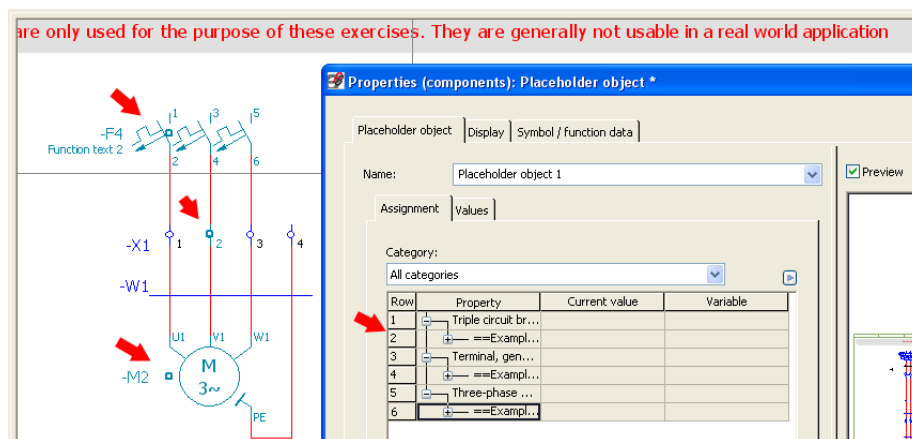 are only used for the purpose of these exercises. They are generally not usable in a real world application
Properties (components): Placeholder object *
Placeholder object
Display
Symbol / function data
Name:
Placeholder object 1
Preview
Assignment
Values
Category:
All categories
Row Property Current value Variable
1 Triple circuit br...
2 ==Exampl...
3 Terminal, gen...
4 ==Exampl...
5 Three-phase ...
6 ==Exampl...
1 3 5
-F4
Function text 2
2 4 6
-X1 1 2 3 4
-W1
U1 V1 W1
-M2
M
3~
PE